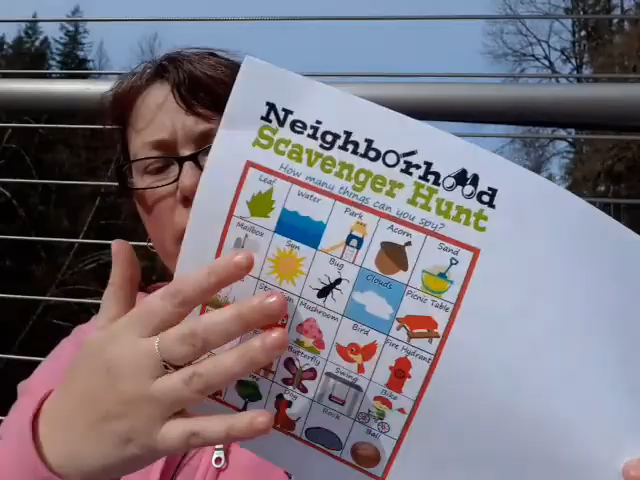 Neighborhood
Scavenger Hunt
How many things can you spy?
Leaf Water Park Acorn Sand
Mailbox Sun Bug Clouds Picnic Table
Mushroom Bird Fire Hydrant
Swing Bike
Dog Rock Ball